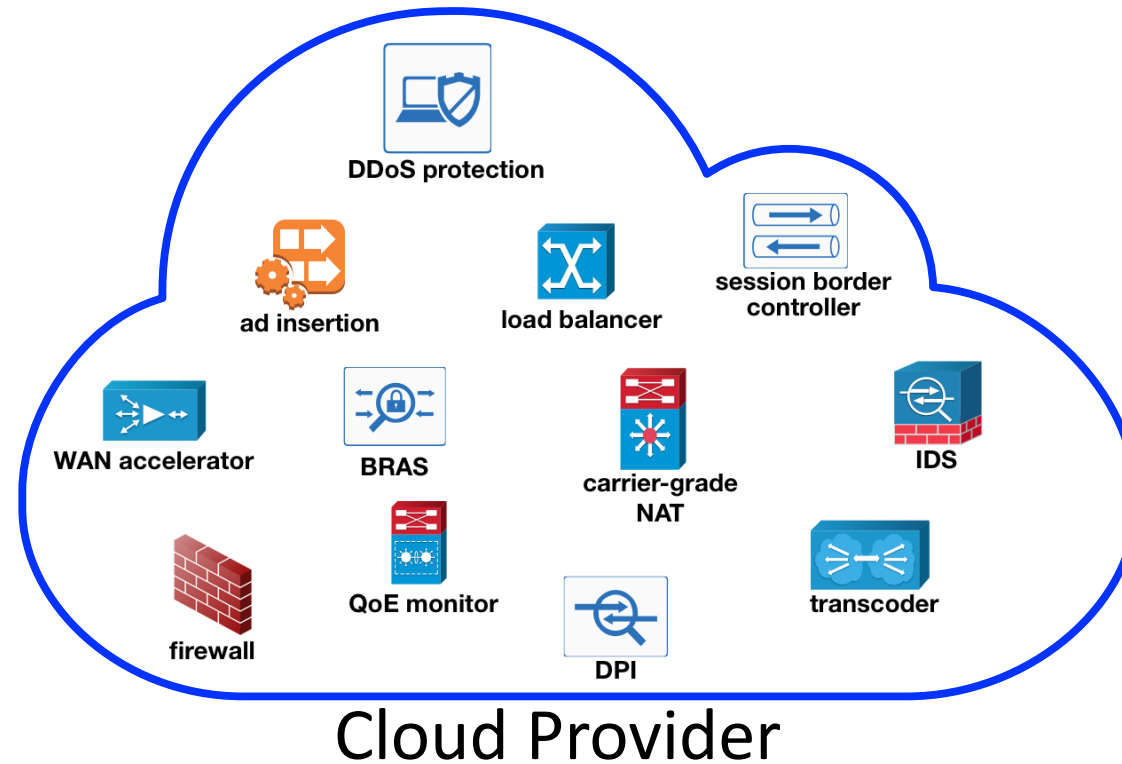 DDoS protection
ad insertion
load balancer
session border
controller
WAN accelerator
BRAS
carrier-grade
NAT
IDS
firewall
QoE monitor
DPI
transcoder
Cloud Provider